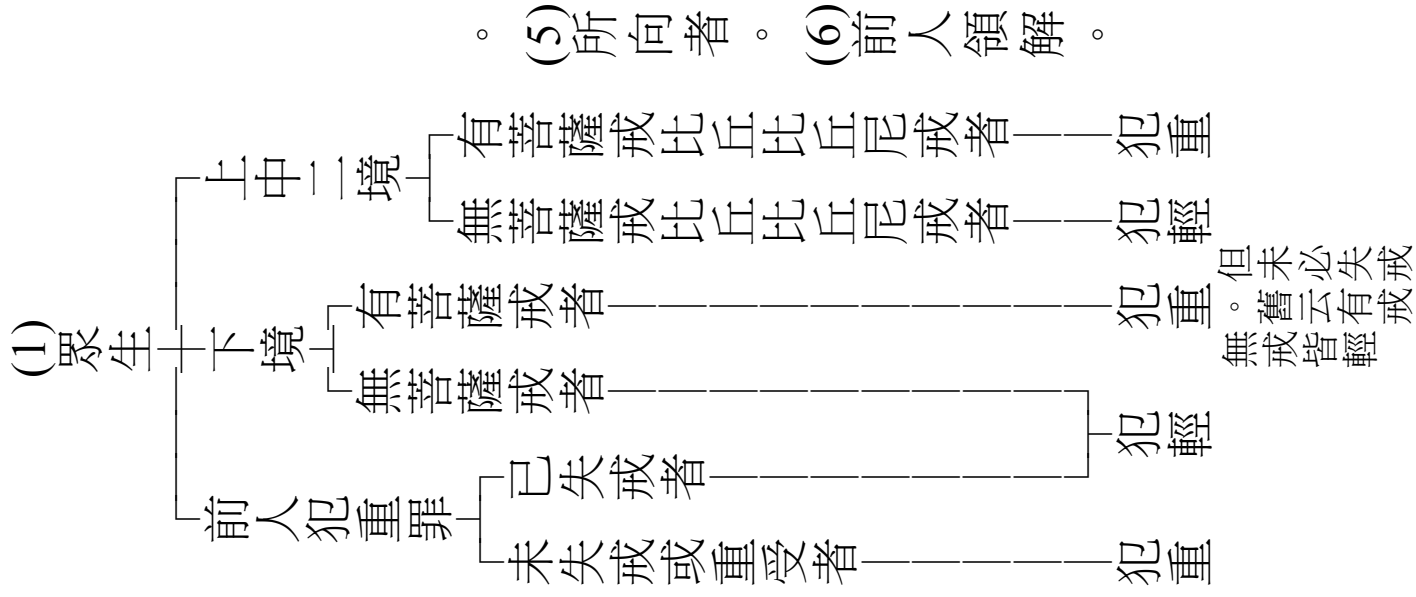 。(5)所向者。(6)前人領解。
(1)眾生
上中二境
有菩薩戒比丘比丘尼戒者——犯重
無菩薩戒比丘比丘尼戒者——犯輕
下境
有菩薩戒者——————犯重
但未必失戒
。舊云有戒
無戒皆輕
無菩薩戒者
前人犯重罪
已失戒者
犯輕
未失戒或重受者——————犯重